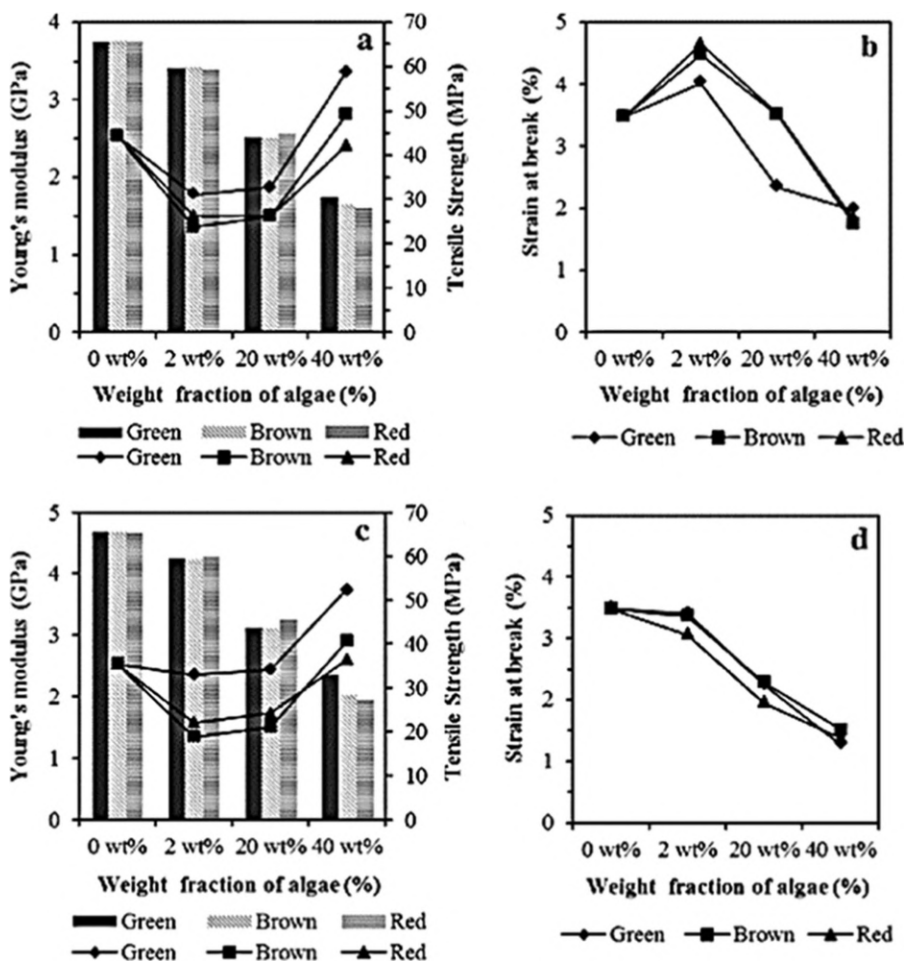 a
Young's modulus (GPa)
4
3
2
1
0
70
60
50
40
30
20
10
0
Tensile Strength (MPa)
0 wt% 2 wt% 20 wt% 40 wt%
Weight fraction of algae (%)
Green Brown Red
Green Brown Red
b
Strain at break (%)
5
4
3
2
1
0
0 wt% 2 wt% 20 wt% 40 wt%
Weight fraction of algae (%)
Green Brown Red
c
Young's modulus (GPa)
5
4
3
2
1
0
70
60
50
40
30
20
10
0
Tensile Strength (MPa)
0 wt% 2 wt% 20 wt% 40 wt%
Weight fraction of algae (%)
Green Brown Red
Green Brown Red
d
Strain at break (%)
5
4
3
2
1
0
0 wt% 2 wt% 20 wt% 40 wt%
Weight fraction of algae (%)
Green Brown Red